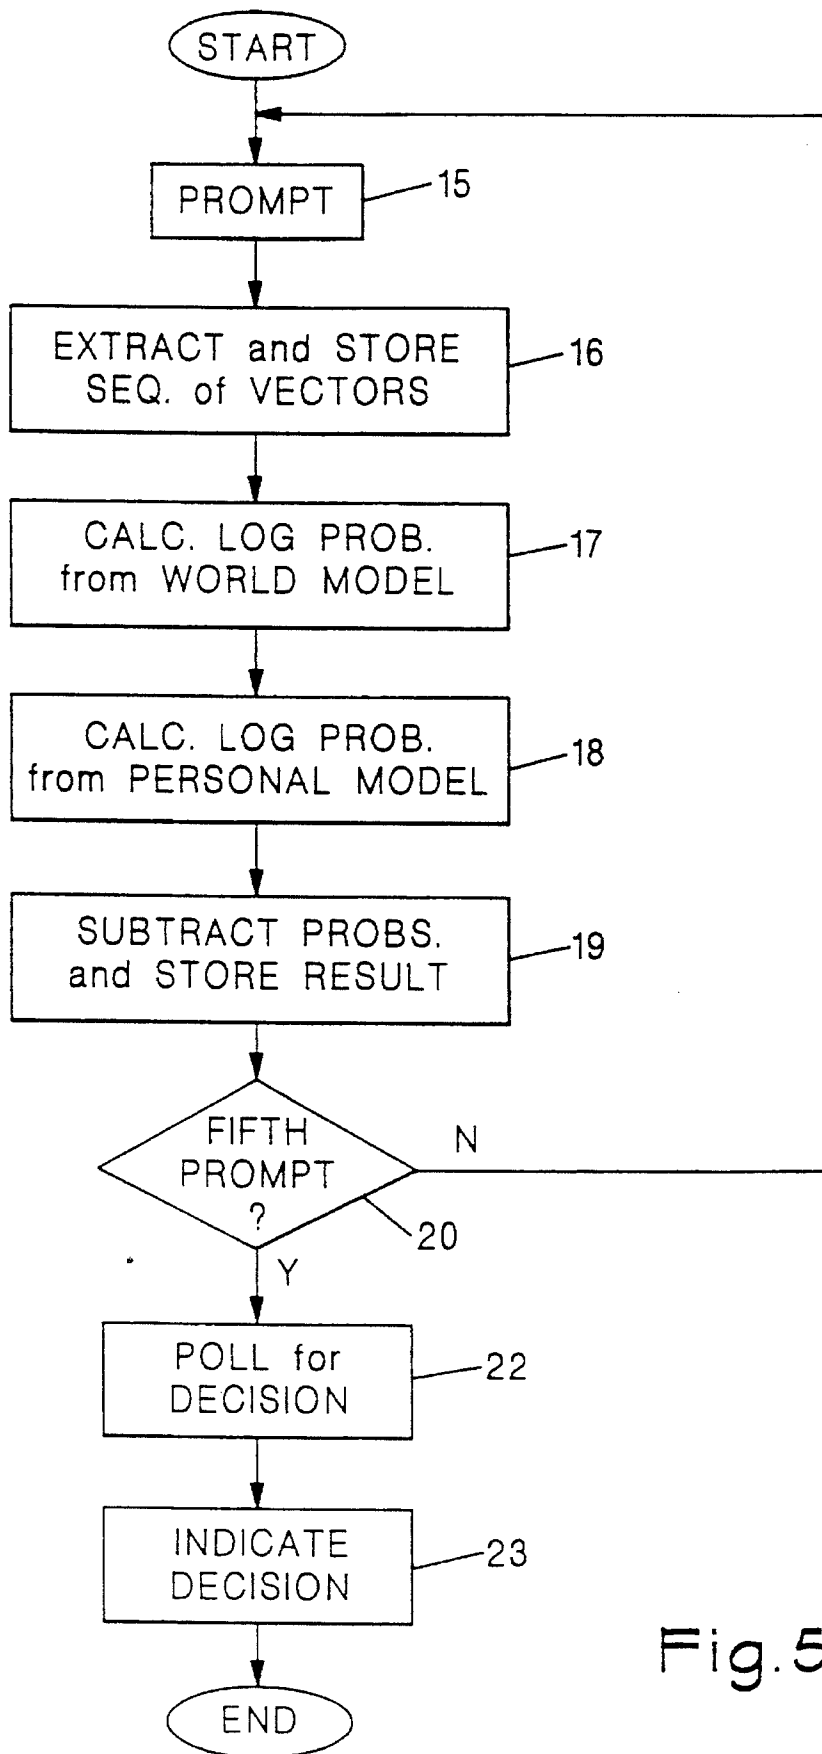 START
PROMPT
15
EXTRACT and STORE
SEQ. of VECTORS
16
CALC. LOG PROB.
from WORLD MODEL
17
CALC. LOG PROB.
from PERSONAL MODEL
18
SUBTRACT PROBS.
and STORE RESULT
19
FIFTH
PROMPT
?
N
20
Y
POLL for
DECISION
22
INDICATE
DECISION
23
END
Fig.5